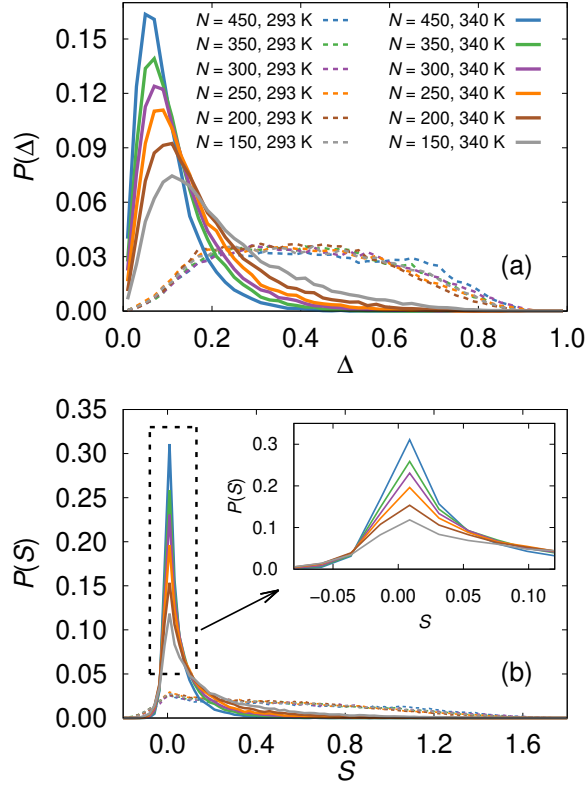 N = 450, 293 K N = 450, 340 K
N = 350, 293 K N = 350, 340 K
N = 300, 293 K N = 300, 340 K
N = 250, 293 K N = 250, 340 K
N = 200, 293 K N = 200, 340 K
N = 150, 293 K N = 150, 340 K
0.15
0.12
0.09
0.06
0.03
0.00
P(Δ)
(a)
0.0 0.2 0.4 0.6 0.8 1.0
Δ
0.35
0.30
0.25
0.20
0.15
0.10
0.05
0.00
P(S)
0.3
0.2
0.1
0.0
P(S)
−0.05 0.00 0.05 0.10
S
(b)
0.0 0.4 0.8 1.2 1.6
S